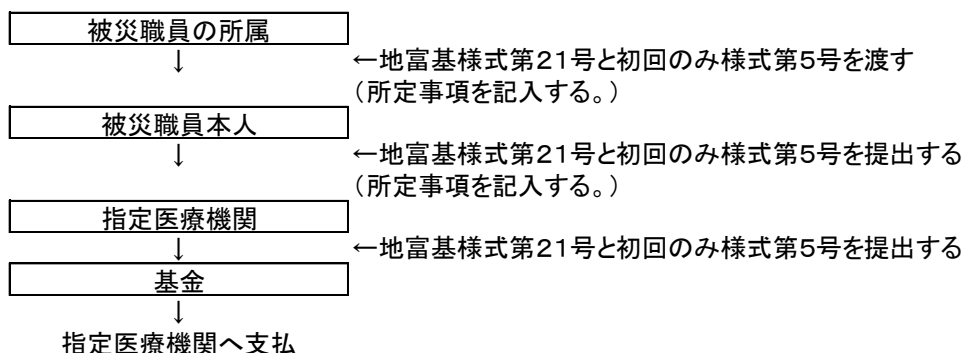 被災職員の所属
↓ ←地富基様式第21号と初回のみ様式第5号を渡す
（所定事項を記入する。）
被災職員本人
↓ ←地富基様式第21号と初回のみ様式第5号を提出する
（所定事項を記入する。）
指定医療機関
↓ ←地富基様式第21号と初回のみ様式第5号を提出する
基金
↓
指定医療機関へ支払